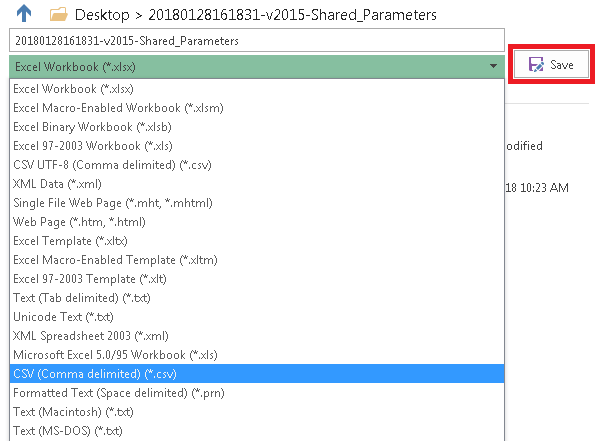 Desktop > 20180128161831-v2015-Shared_Parameters
20180128161831-v2015-Shared_Parameters
Excel Workbook (*.xlsx)
Save
Excel Workbook (*.xlsx)
Excel Macro-Enabled Workbook (*.xlsm)
Excel Binary Workbook (*.xlsb)
Excel 97-2003 Workbook (*.xls)
odified
CSV UTF-8 (Comma delimited) (*.csv)
XML Data (*.xml)
18 10:23 AM
Single File Web Page (*.mht, *.mhtml)
Web Page (*.htm, *.html)
Excel Template (*.xltx)
Excel Macro-Enabled Template (*.xltm)
Excel 97-2003 Template (*.xlt)
Text (Tab delimited) (*.txt)
Unicode Text (*.txt)
XML Spreadsheet 2003 (*.xml)
Microsoft Excel 5.0/95 Workbook (*.xls)
CSV (Comma delimited) (*.csv)
Formatted Text (Space delimited) (*.prn)
Text (Macintosh) (*.txt)
Text (MS-DOS) (*.txt)